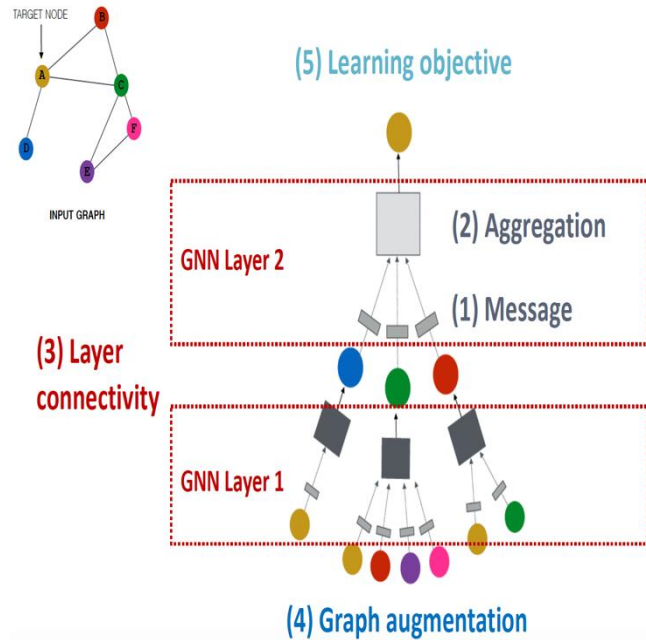 TARGET NODE
B
A
C
F
D
E
INPUT GRAPH
(5) Learning objective
GNN Layer 2
(2) Aggregation
(1) Message
(3) Layer
connectivity
GNN Layer 1
(4) Graph augmentation